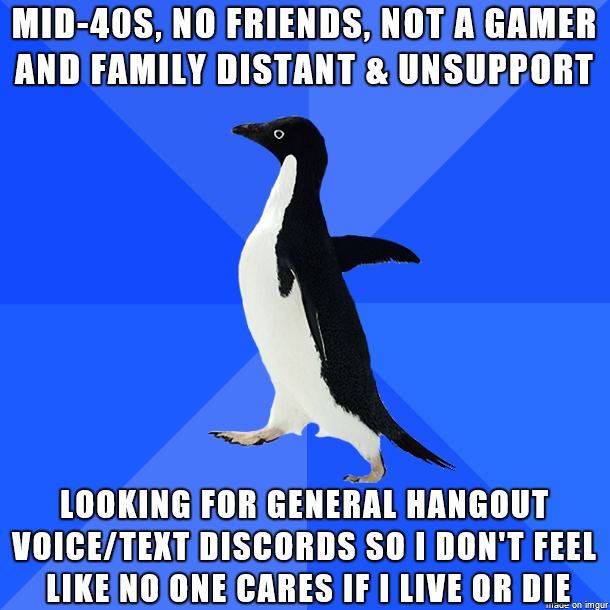 MID-40S, NO FRIENDS, NOT A GAMER
AND FAMILY DISTANT & UNSUPPORT
LOOKING FOR GENERAL HANGOUT
VOICE/TEXT DISCORDS SO I DON'T FEEL
LIKE NO ONE CARES IF I LIVE OR DIE
made on imgur